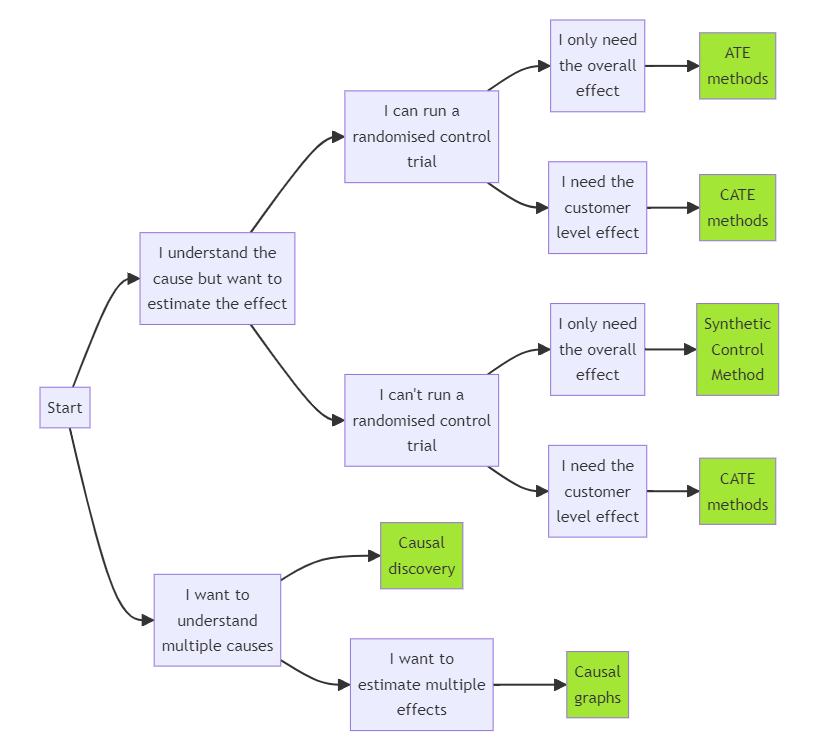 Start
I understand the
cause but want to
estimate the effect
I can run a
randomised control
trial
I only need
the overall
effect
ATE
methods
I need the
customer
level effect
CATE
methods
I can't run a
randomised control
trial
I only need
the overall
effect
Synthetic
Control
Method
I need the
customer
level effect
CATE
methods
I want to
understand
multiple causes
Causal
discovery
I want to
estimate multiple
effects
Causal
graphs